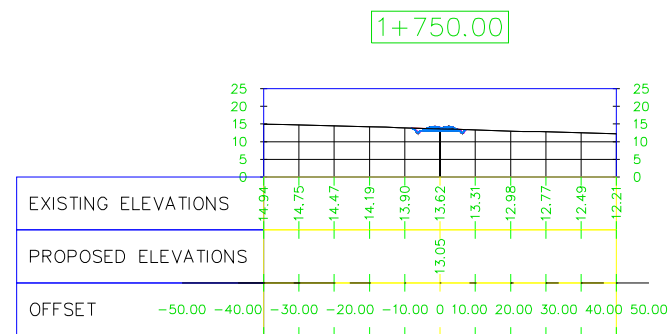 1+750.00
25 25
20 20
15 15
10 10
5 5
0 0
EXISTING ELEVATIONS 14.94 14.75 14.47 14.19 13.90 13.62 13.31 12.98 12.77 12.49 12.21
PROPOSED ELEVATIONS 13.05
OFFSET -50.00 -40.00 -30.00 -20.00 -10.00 0 10.00 20.00 30.00 40.00 50.00